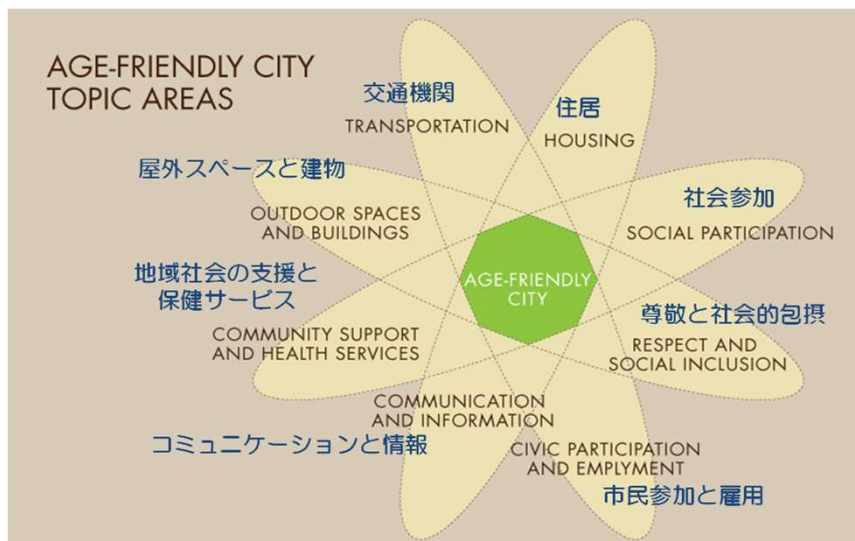 AGE-FRIENDLY CITY
TOPIC AREAS
交通機関
TRANSPORTATION
住居
HOUSING
屋外スペースと建物
OUTDOOR SPACES
AND BUILDINGS
社会参加
SOCIAL PARTICIPATION
AGE-FRIENDLY
CITY
地域社会の支援と
保健サービス
COMMUNITY SUPPORT
AND HEALTH SERVICES
尊敬と社会的包摂
RESPECT AND
SOCIAL INCLUSION
COMMUNICATION
AND INFORMATION
コミュニケーションと情報
CIVIC PARTICIPATION
AND EMPLYMENT
市民参加と雇用